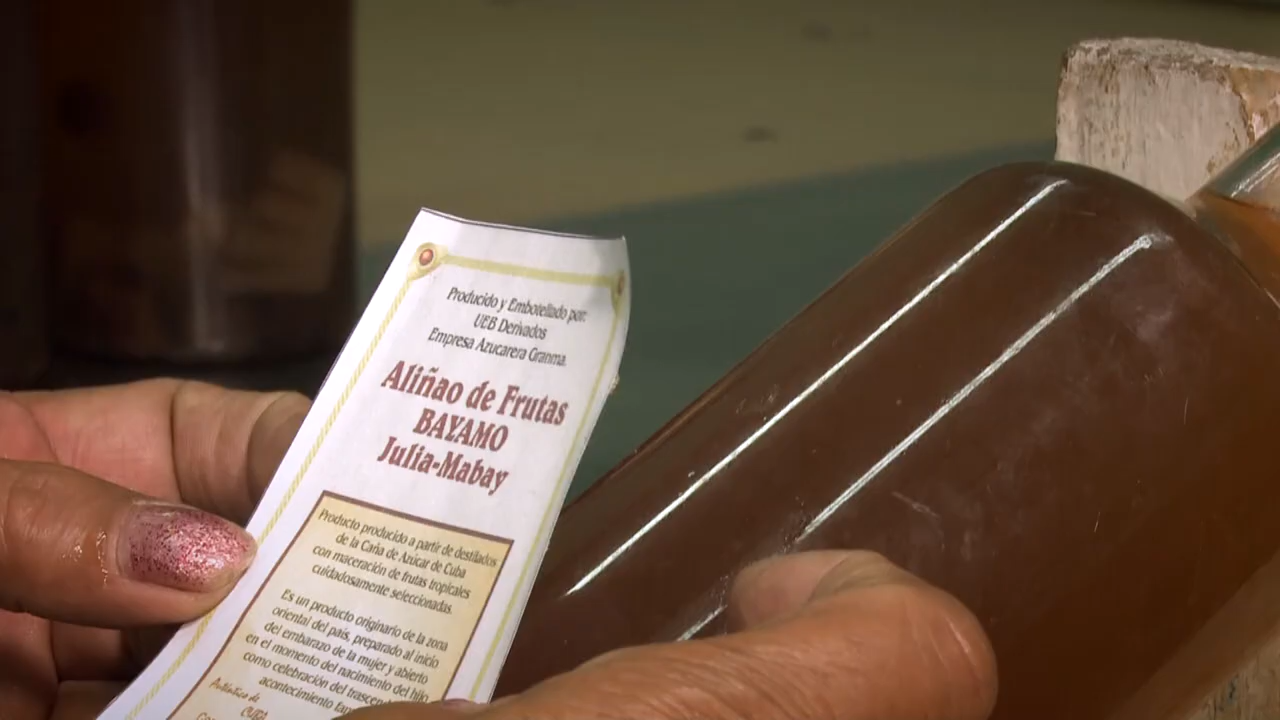 Producido y Embotellado por:
UEB Derivados
Empresa Azucarera Granma.
Aliñao de Frutas
BAYAMO
Julia-Mabay
Producto producido a partir de destilados
de la Caña de Azúcar de Cuba
con maceración de frutas tropicales
cuidadosamente seleccionadas.
Es un producto originario de la zona
oriental del país, preparado al inicio
del embarazo de la mujer y abierto
en el momento del nacimiento del hijo
como celebración del
acontecimiento